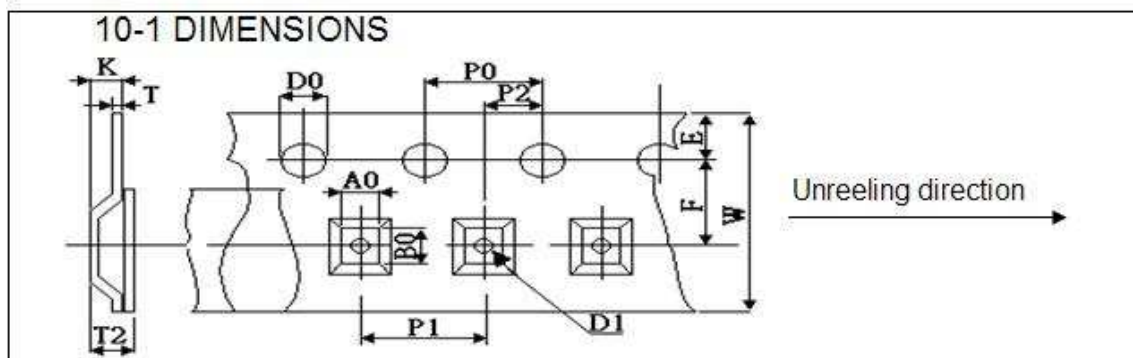 10-1 DIMENSIONS
K
T
D0
P0
P2
E
A0
F
W
Unreeling direction
B0
T2
P1
D1